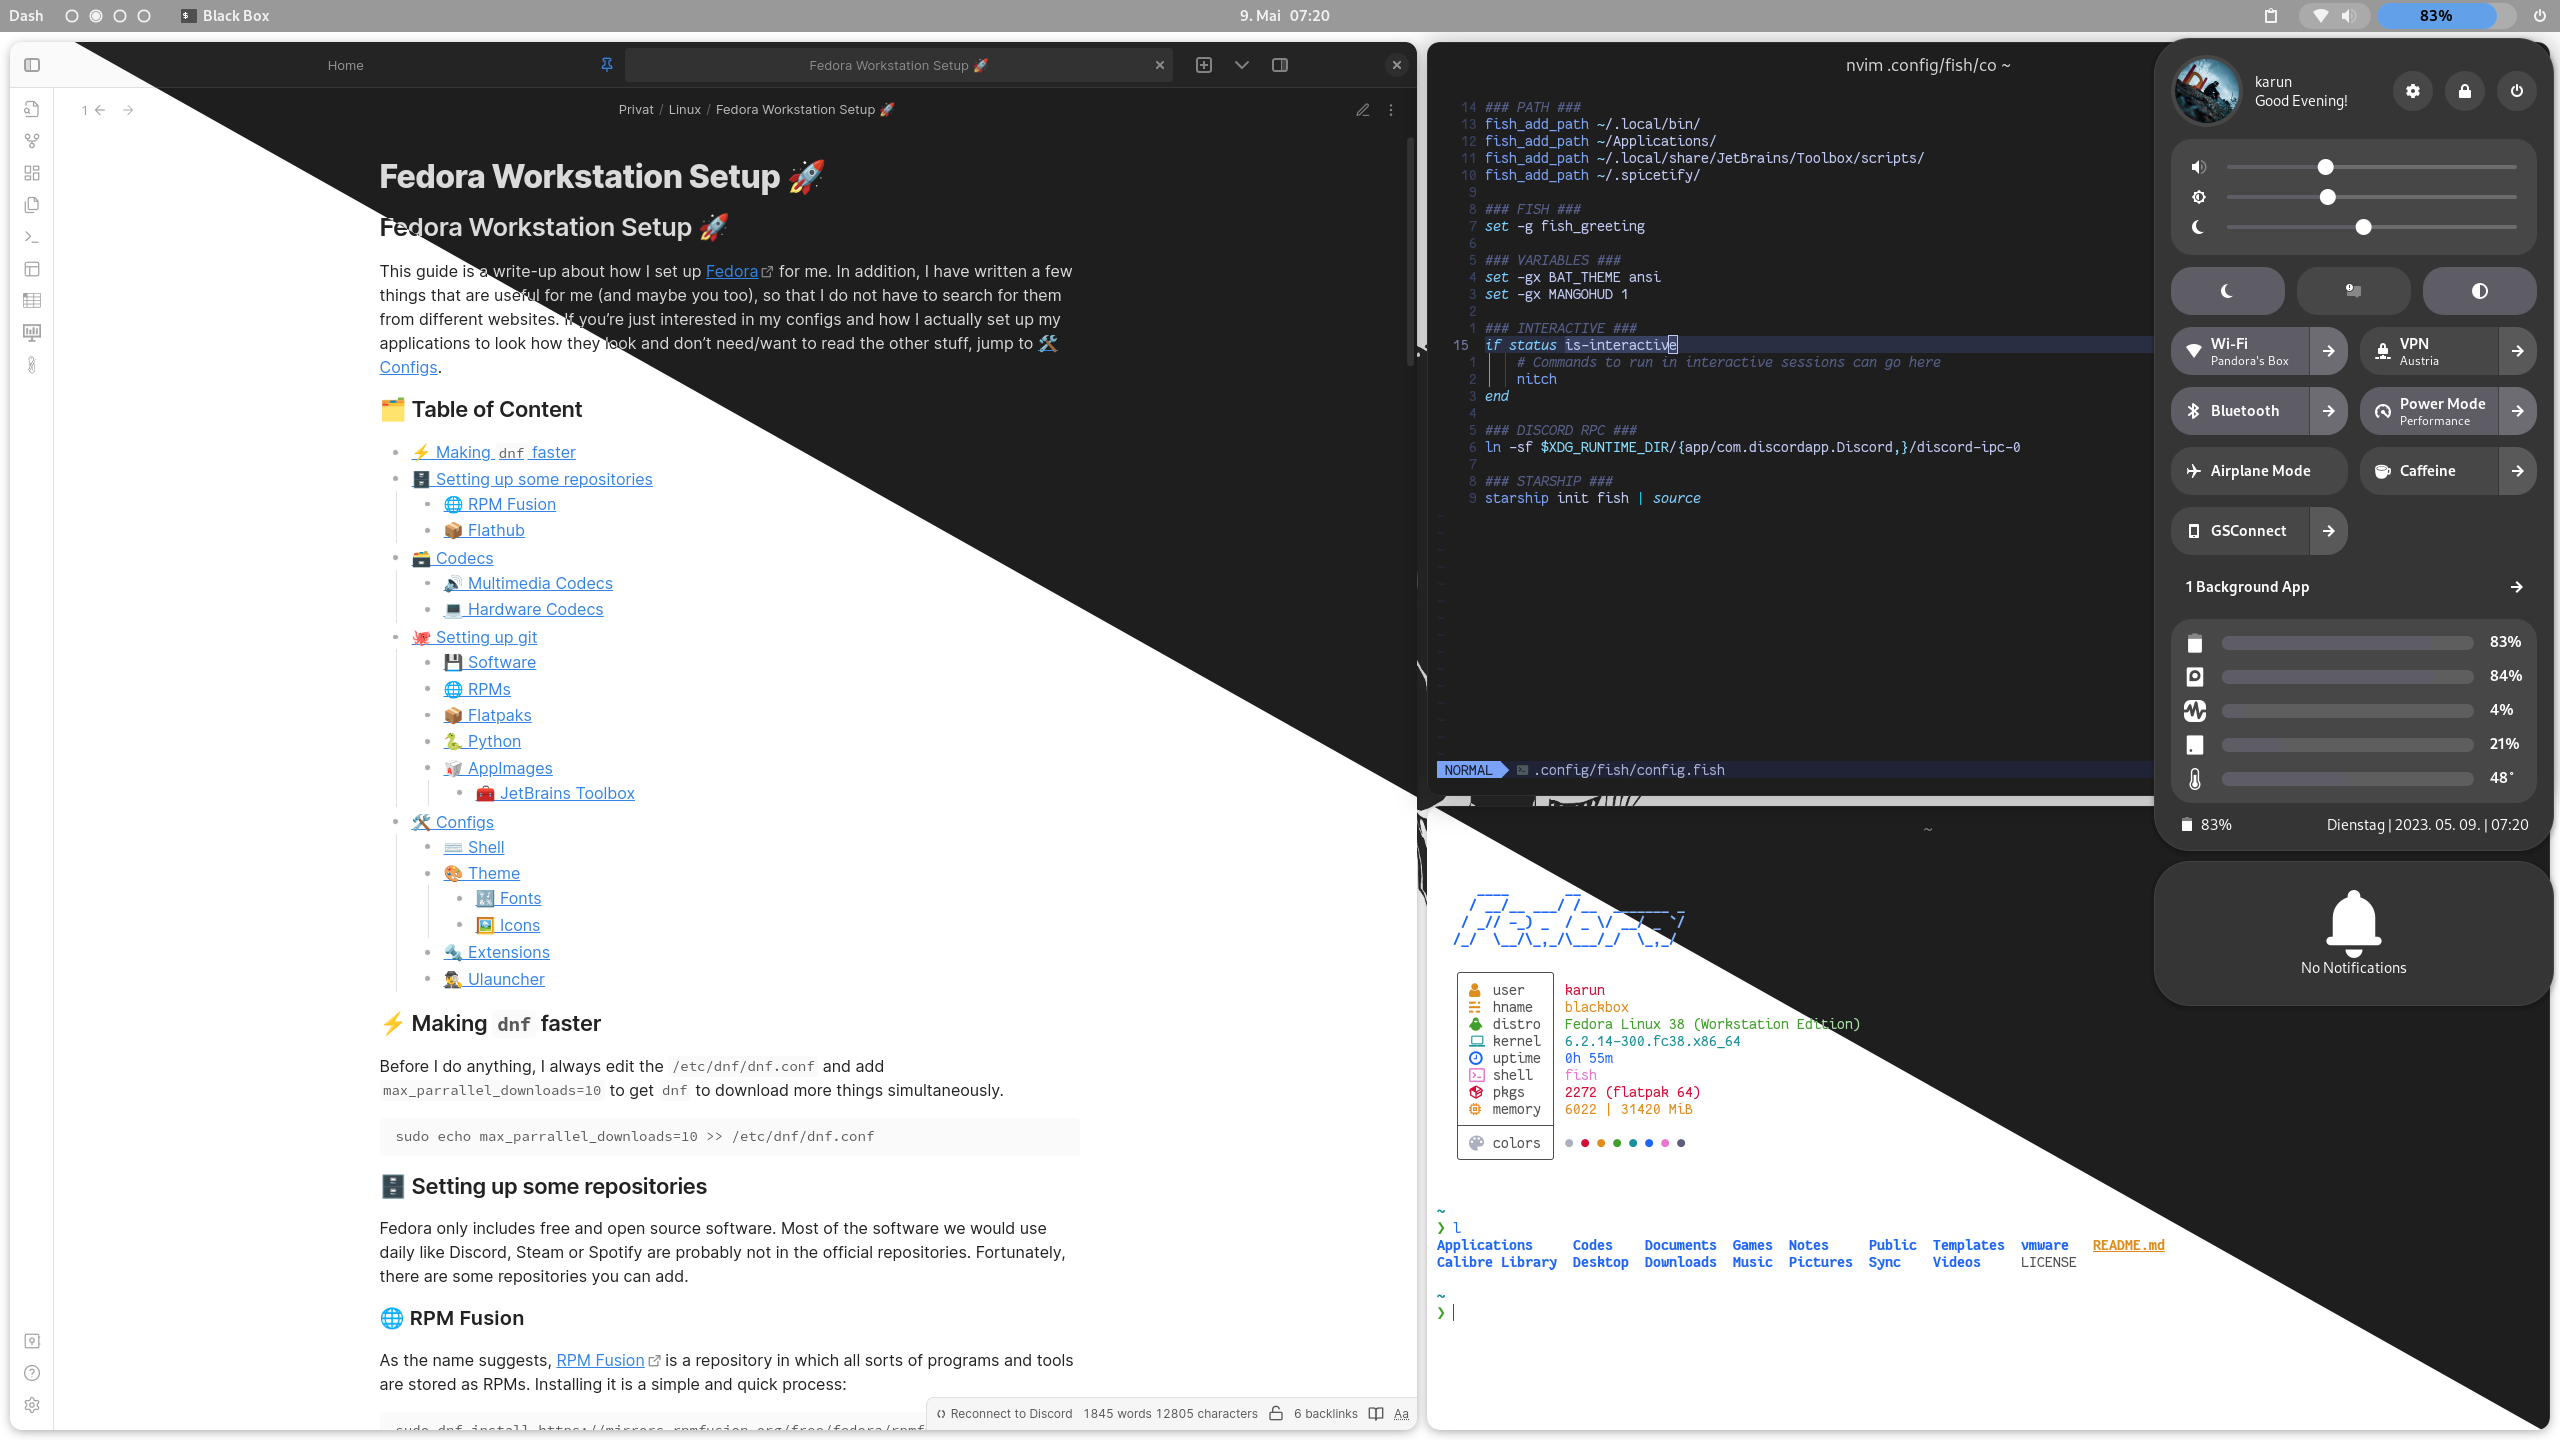 Dash
Black Box
9. Mai 07:20
83%
Home
Fedora Workstation Setup 🚀
1
Privat / Linux / Fedora Workstation Setup 🚀
Fedora Workstation Setup 🚀
Fedora Workstation Setup 🚀
This guide is a write-up about how I set up Fedora for me. In addition, I have written a few
things that are useful for me (and maybe you too), so that I do not have to search for them
from different websites. If you’re just interested in my configs and how I actually set up my
applications to look how they look and don’t need/want to read the other stuff, jump to 🛠️
Configs.
🗂️ Table of Content
⚡ Making dnf faster
🗄️ Setting up some repositories
🌐 RPM Fusion
📦 Flathub
🗃️ Codecs
🔊 Multimedia Codecs
💻 Hardware Codecs
🐙 Setting up git
💾 Software
🌐 RPMs
📦 Flatpaks
🐍 Python
🥡 AppImages
🧰 JetBrains Toolbox
🛠️ Configs
⌨️ Shell
🎨 Theme
🔣 Fonts
🖼️ Icons
🔩 Extensions
🕵️ Ulauncher
⚡ Making dnf faster
Before I do anything, I always edit the /etc/dnf/dnf.conf and add
max_parrallel_downloads=10 to get dnf to download more things simultaneously.
sudo echo max_parrallel_downloads=10 >> /etc/dnf/dnf.conf
🗄️ Setting up some repositories
Fedora only includes free and open source software. Most of the software we would use
daily like Discord, Steam or Spotify are probably not in the official repositories. Fortunately,
there are some repositories you can add.
🌐 RPM Fusion
As the name suggests, RPM Fusion is a repository in which all sorts of programs and tools
are stored as RPMs. Installing it is a simple and quick process:
Reconnect to Discord 1845 words 12805 characters 6 backlinks Aa
nvim .config/fish/co ~
14 ### PATH ###
13 fish_add_path ~/.local/bin/
12 fish_add_path ~/Applications/
11 fish_add_path ~/.local/share/JetBrains/Toolbox/scripts/
10 fish_add_path ~/.spicetify/
9
8 ### FISH ###
7 set -g fish_greeting
6
5 ### VARIABLES ###
4 set -gx BAT_THEME ansi
3 set -gx MANGOHUD 1
2
1 ### INTERACTIVE ###
15 if status is-interactive
1 # Commands to run in interactive sessions can go here
2 nitch
3 end
4
5 ### DISCORD RPC ###
6 ln -sf $XDG_RUNTIME_DIR/{app/com.discordapp.Discord,}/discord-ipc-0
7
8 ### STARSHIP ###
9 starship init fish | source
NORMAL .config/fish/config.fish
~
user karun
hname blackbox
distro Fedora Linux 38 (Workstation Edition)
kernel 6.2.14-300.fc38.x86_64
uptime 0h 55m
shell fish
pkgs 2272 (flatpak 64)
memory 6022 | 31420 MiB
colors
~
❯ l
Applications Codes Documents Games Notes Public Templates vmware README.md
Calibre Library Desktop Downloads Music Pictures Sync Videos LICENSE
~
❯
karun
Good Evening!
Wi-Fi
Pandora's Box
VPN
Austria
Bluetooth
Power Mode
Performance
Airplane Mode
Caffeine
GSConnect
1 Background App
83%
84%
4%
21%
48°
83%
Dienstag | 2023. 05. 09. | 07:20
No Notifications